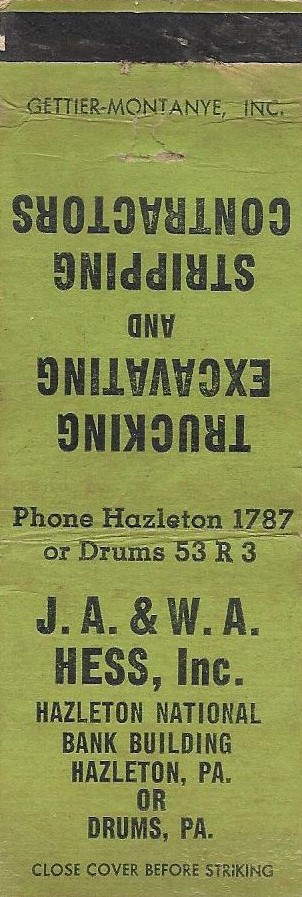 GETTIER-MONTANYE, INC.
TRUCKING
EXCAVATING
AND
STRIPPING
CONTRACTORS
Phone Hazleton 1787
or Drums 53 R 3
J. A. & W. A.
HESS, Inc.
HAZLETON NATIONAL
BANK BUILDING
HAZLETON, PA.
OR
DRUMS, PA.
CLOSE COVER BEFORE STRIKING